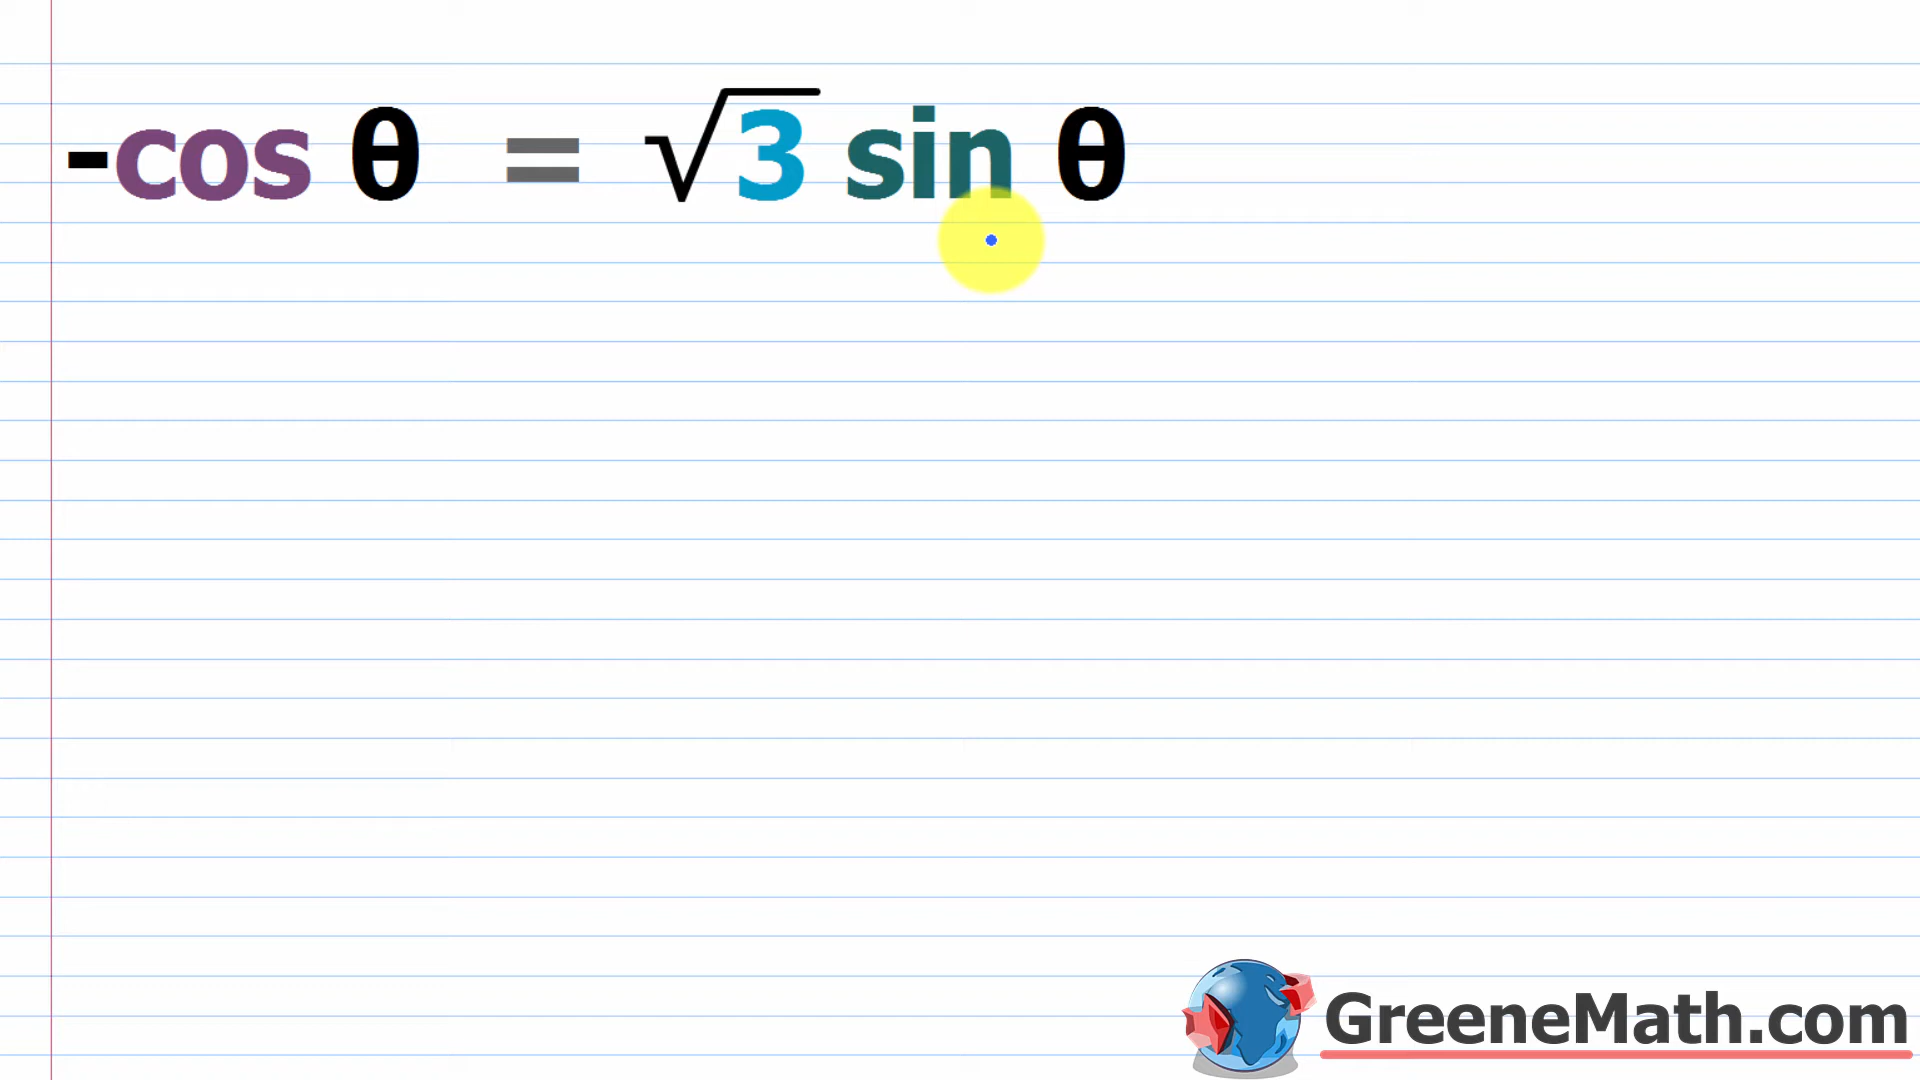 -cos θ = √3 sin θ
GreeneMath.com